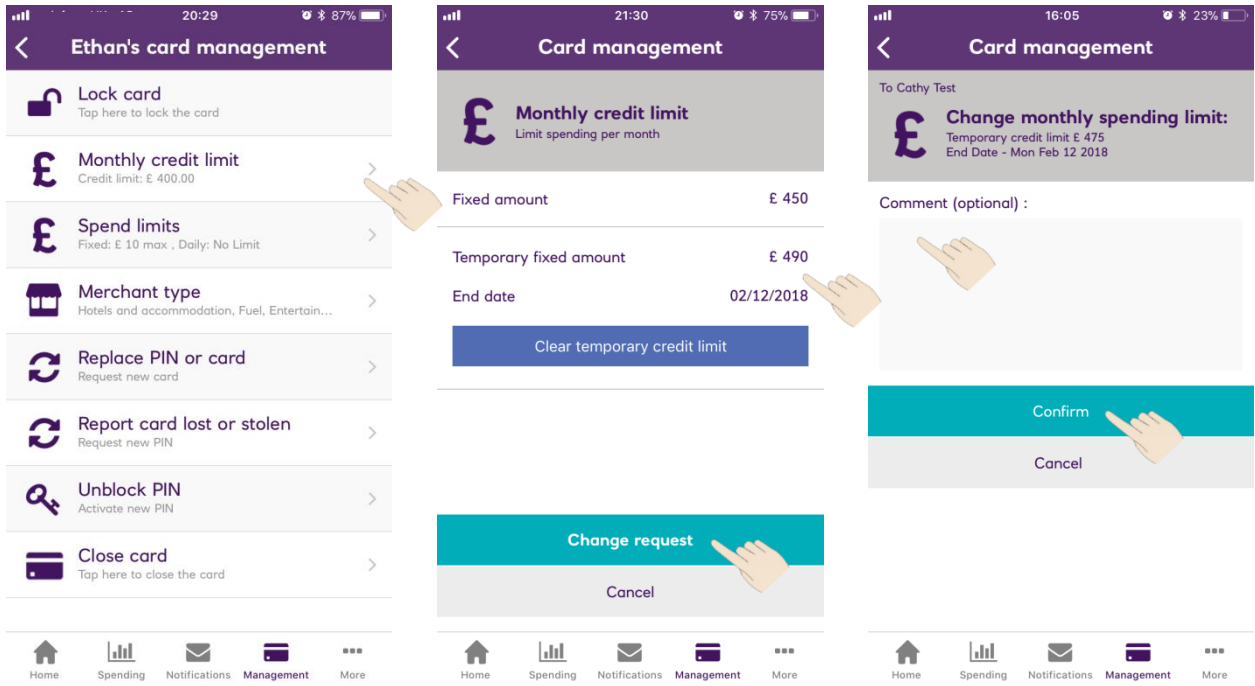 20:29
87%
Ethan's card management
Lock card
Tap here to lock the card
Monthly credit limit
Credit limit: £ 400.00
Spend limits
Fixed: £ 10 max , Daily: No Limit
Merchant type
Hotels and accommodation, Fuel, Entertain...
Replace PIN or card
Request new card
Report card lost or stolen
Request new PIN
Unblock PIN
Activate new PIN
Close card
Tap here to close the card
Home Spending Notifications Management More
21:30
75%
Card management
£
Monthly credit limit
Limit spending per month
Fixed amount £ 450
Temporary fixed amount £ 490
End date 02/12/2018
Clear temporary credit limit
Change request
Cancel
Home Spending Notifications Management More
16:05
23%
Card management
To Cathy Test
£
Change monthly spending limit:
Temporary credit limit £ 475
End Date - Mon Feb 12 2018
Comment (optional) :
Confirm
Cancel
Home Spending Notifications Management More